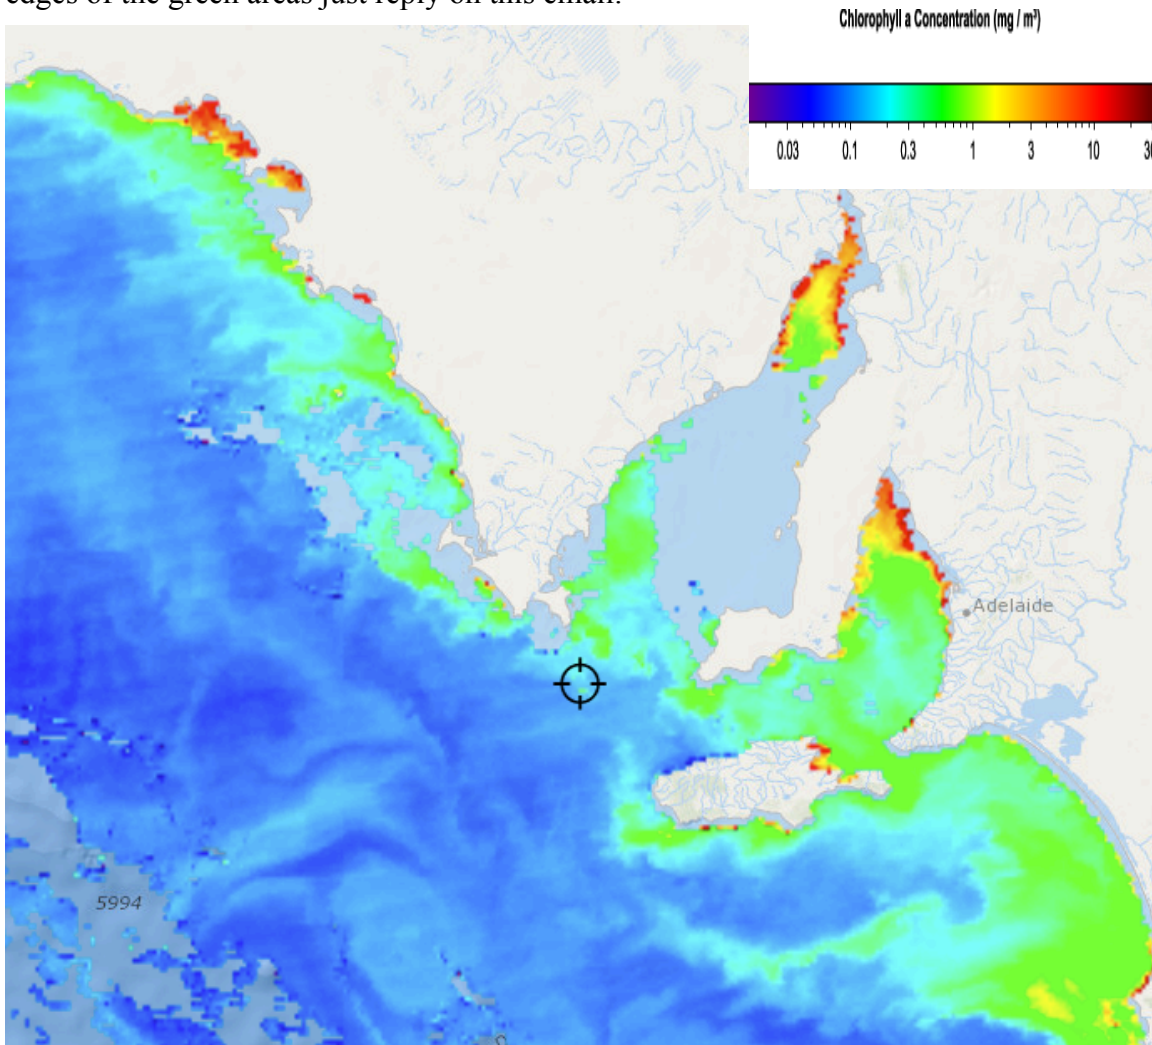 edges of the green areas just reply on this email.
Chlorophyll a Concentration (mg / m³)
0.03 0.1 0.3 1 3 10 30
Adelaide
5994